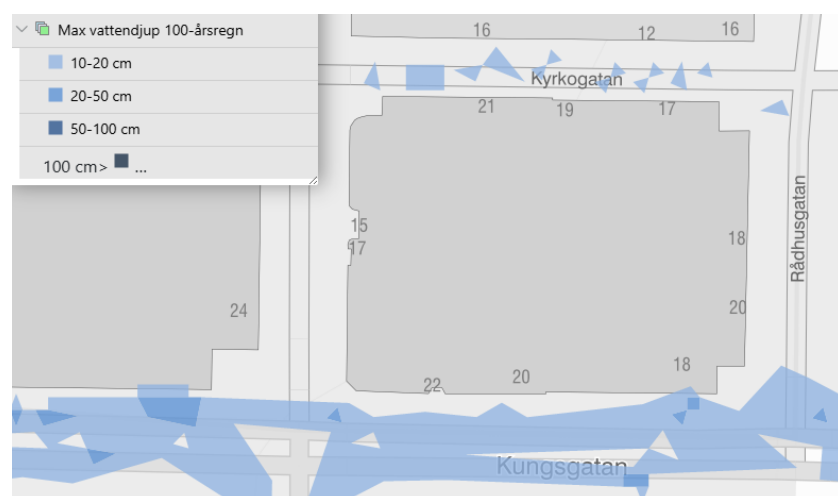 Max vattendjup 100-årsregn
10-20 cm
20-50 cm
50-100 cm
100 cm> ...
16
12
16
Kyrkogatan
21
19
17
15
17
18
Rådhusgatan
24
20
18
20
22
Kungsgatan